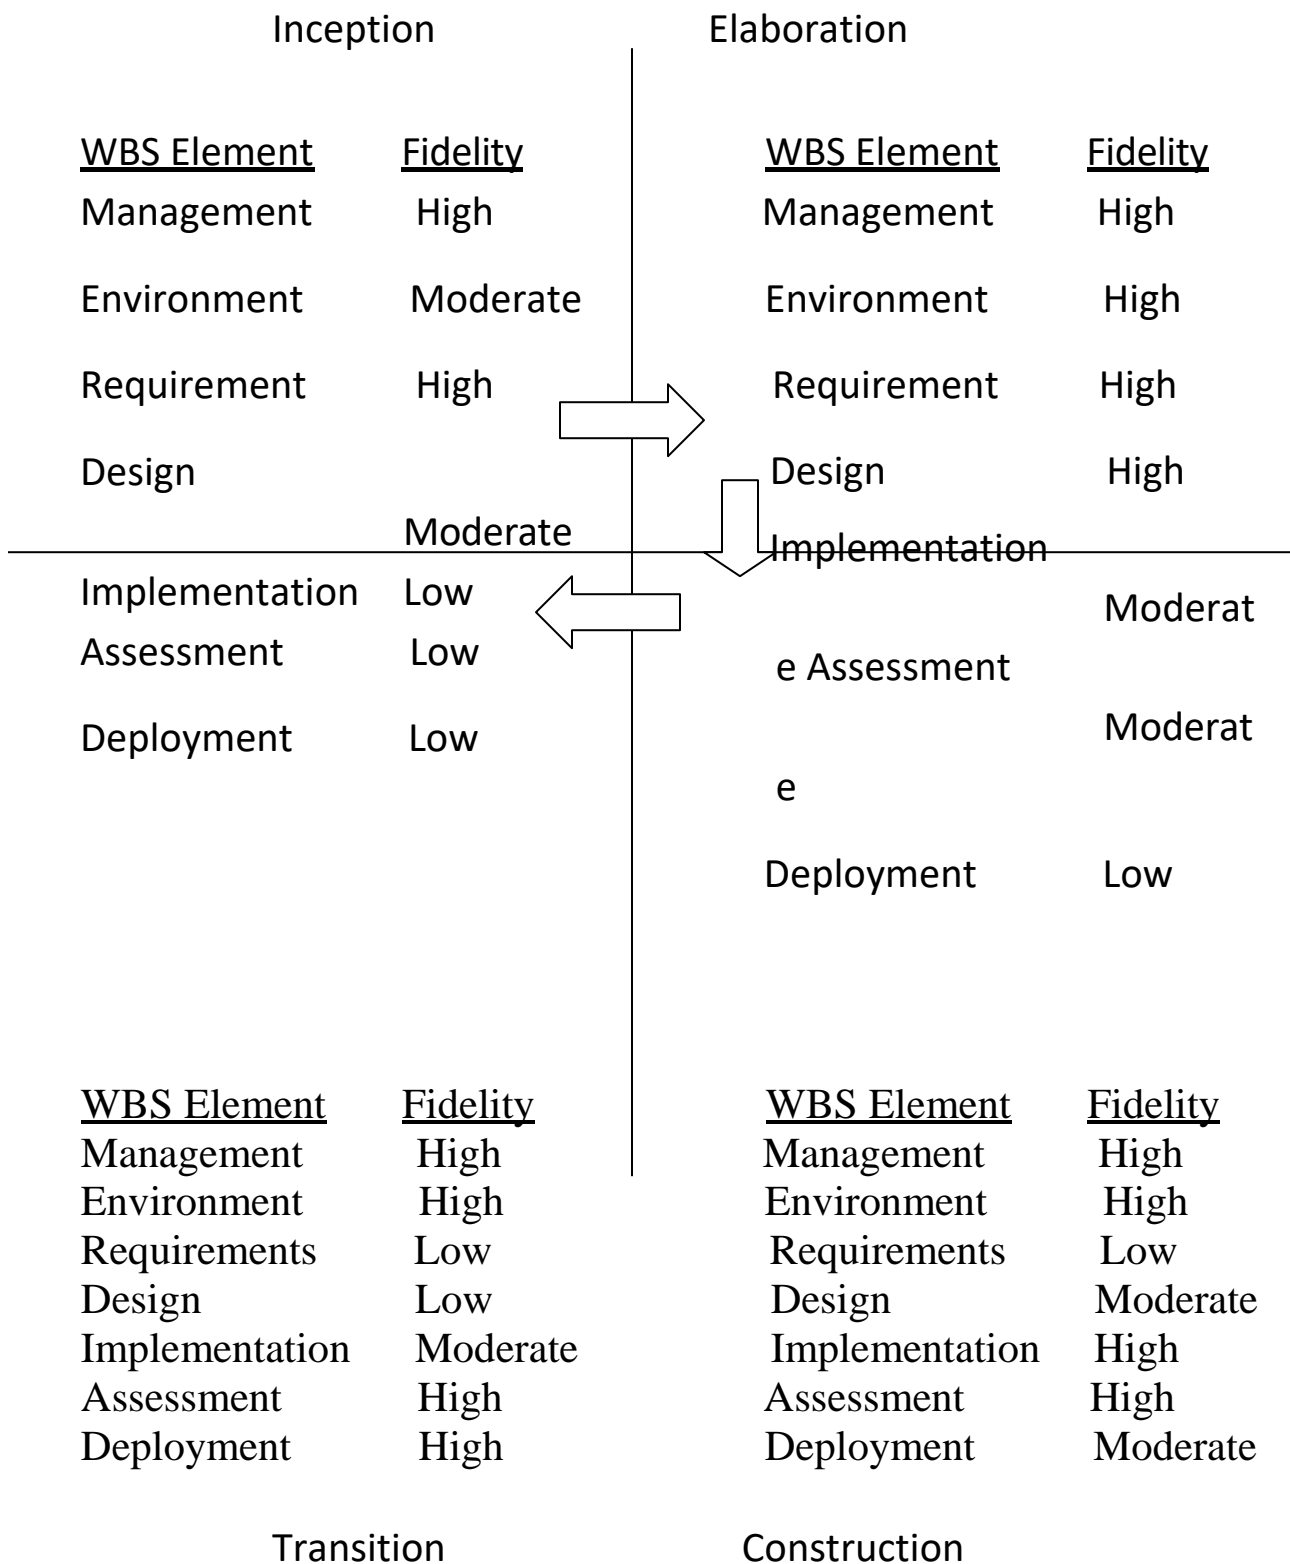 Inception Elaboration
WBS Element Fidelity WBS Element Fidelity
Management High Management High
Environment Moderate Environment High
Requirement High Requirement High
Design Design High
Moderate Implementation
Implementation Low Moderat
Assessment Low e Assessment
Deployment Low Moderat
e
Deployment Low
WBS Element Fidelity WBS Element Fidelity
Management High Management High
Environment High Environment High
Requirements Low Requirements Low
Design Low Design Moderate
Implementation Moderate Implementation High
Assessment High Assessment High
Deployment High Deployment Moderate
Transition Construction